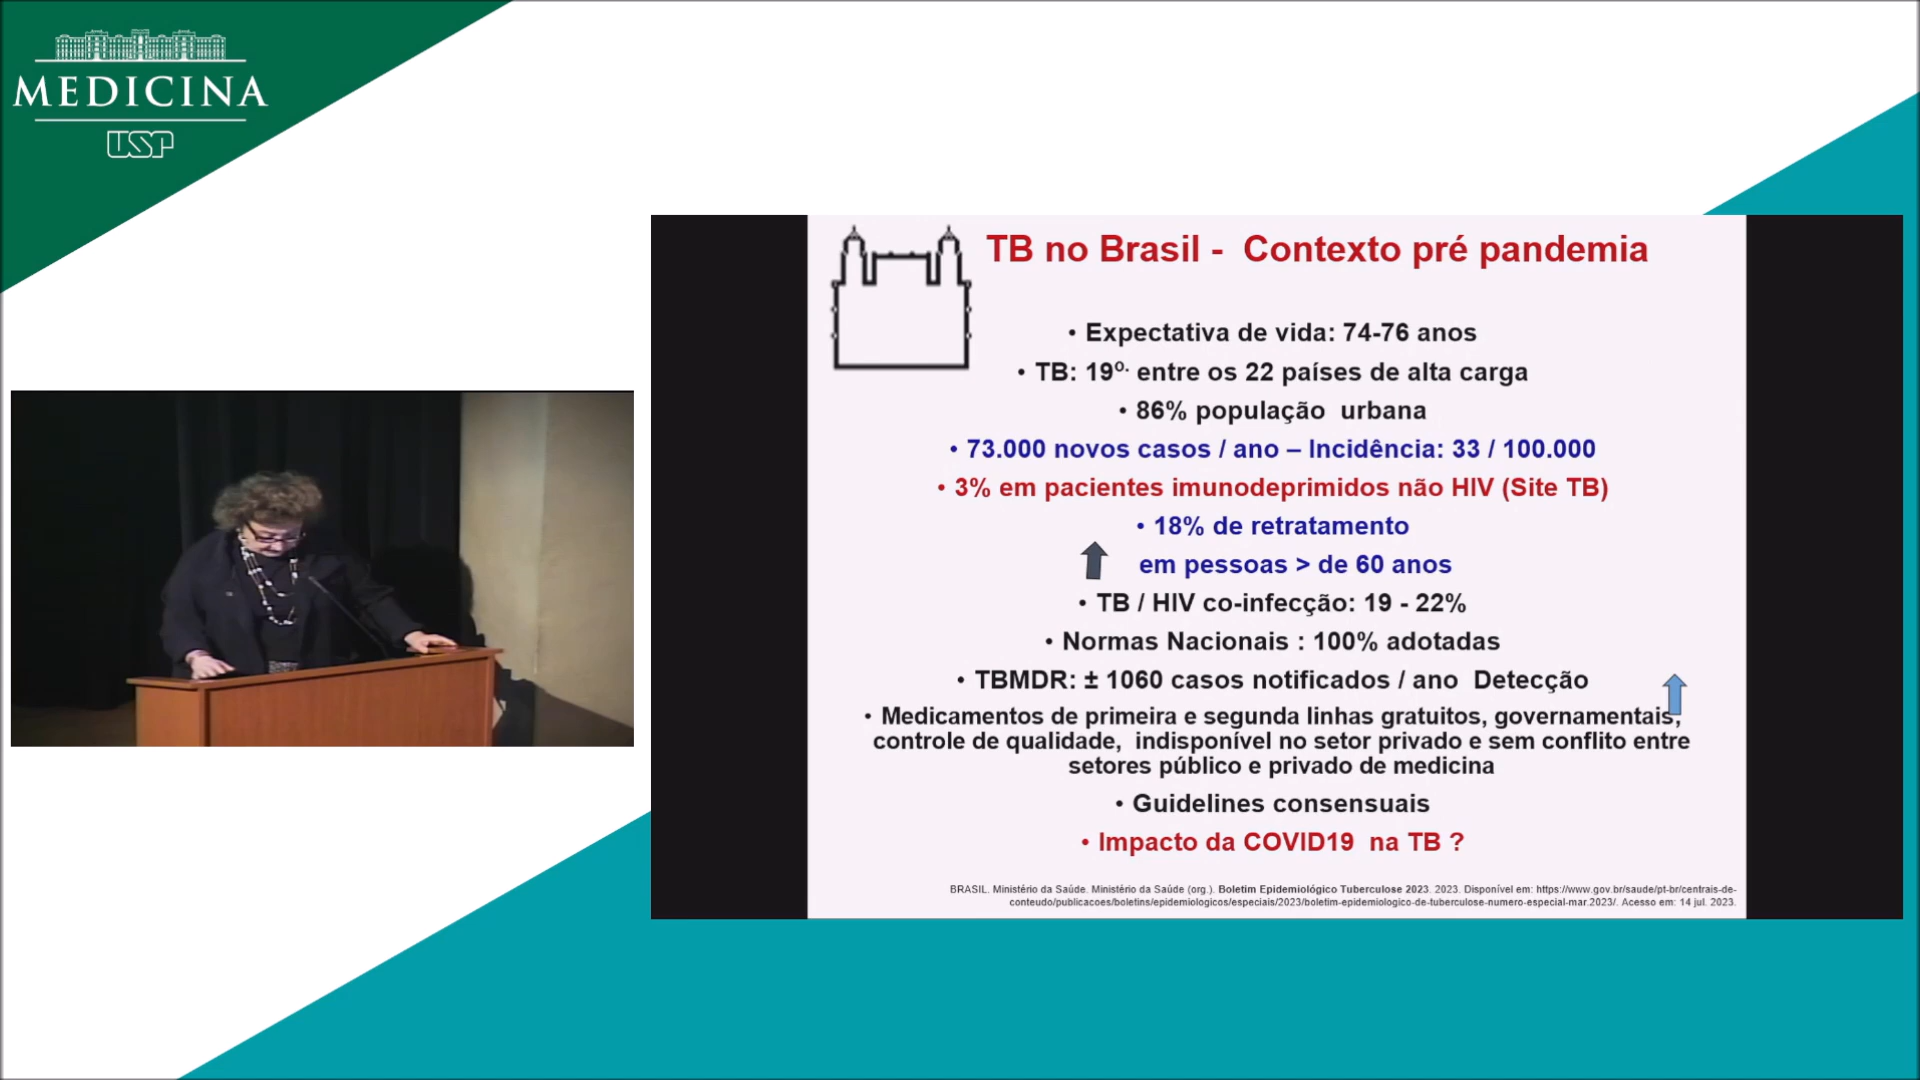 MEDICINA
USP
TB no Brasil - Contexto pré pandemia
• Expectativa de vida: 74-76 anos
• TB: 19º. entre os 22 países de alta carga
• 86% população urbana
• 73.000 novos casos / ano – Incidência: 33 / 100.000
• 3% em pacientes imunodeprimidos não HIV (Site TB)
• 18% de retratamento
em pessoas > de 60 anos
• TB / HIV co-infecção: 19 - 22%
• Normas Nacionais : 100% adotadas
• TBMDR: ± 1060 casos notificados / ano Detecção
• Medicamentos de primeira e segunda linhas gratuitos, governamentais,
controle de qualidade, indisponível no setor privado e sem conflito entre
setores público e privado de medicina
• Guidelines consensuais
• Impacto da COVID19 na TB ?
BRASIL. Ministério da Saúde. Ministério da Saúde (org.). Boletim Epidemiológico Tuberculose 2023. 2023. Disponível em: https://www.gov.br/saude/pt-br/centrais-de-
conteudo/publicacoes/boletins/epidemiologicos/especiais/2023/boletim-epidemiologico-de-tuberculose-numero-especial-mar.2023/. Acesso em: 14 jul. 2023.